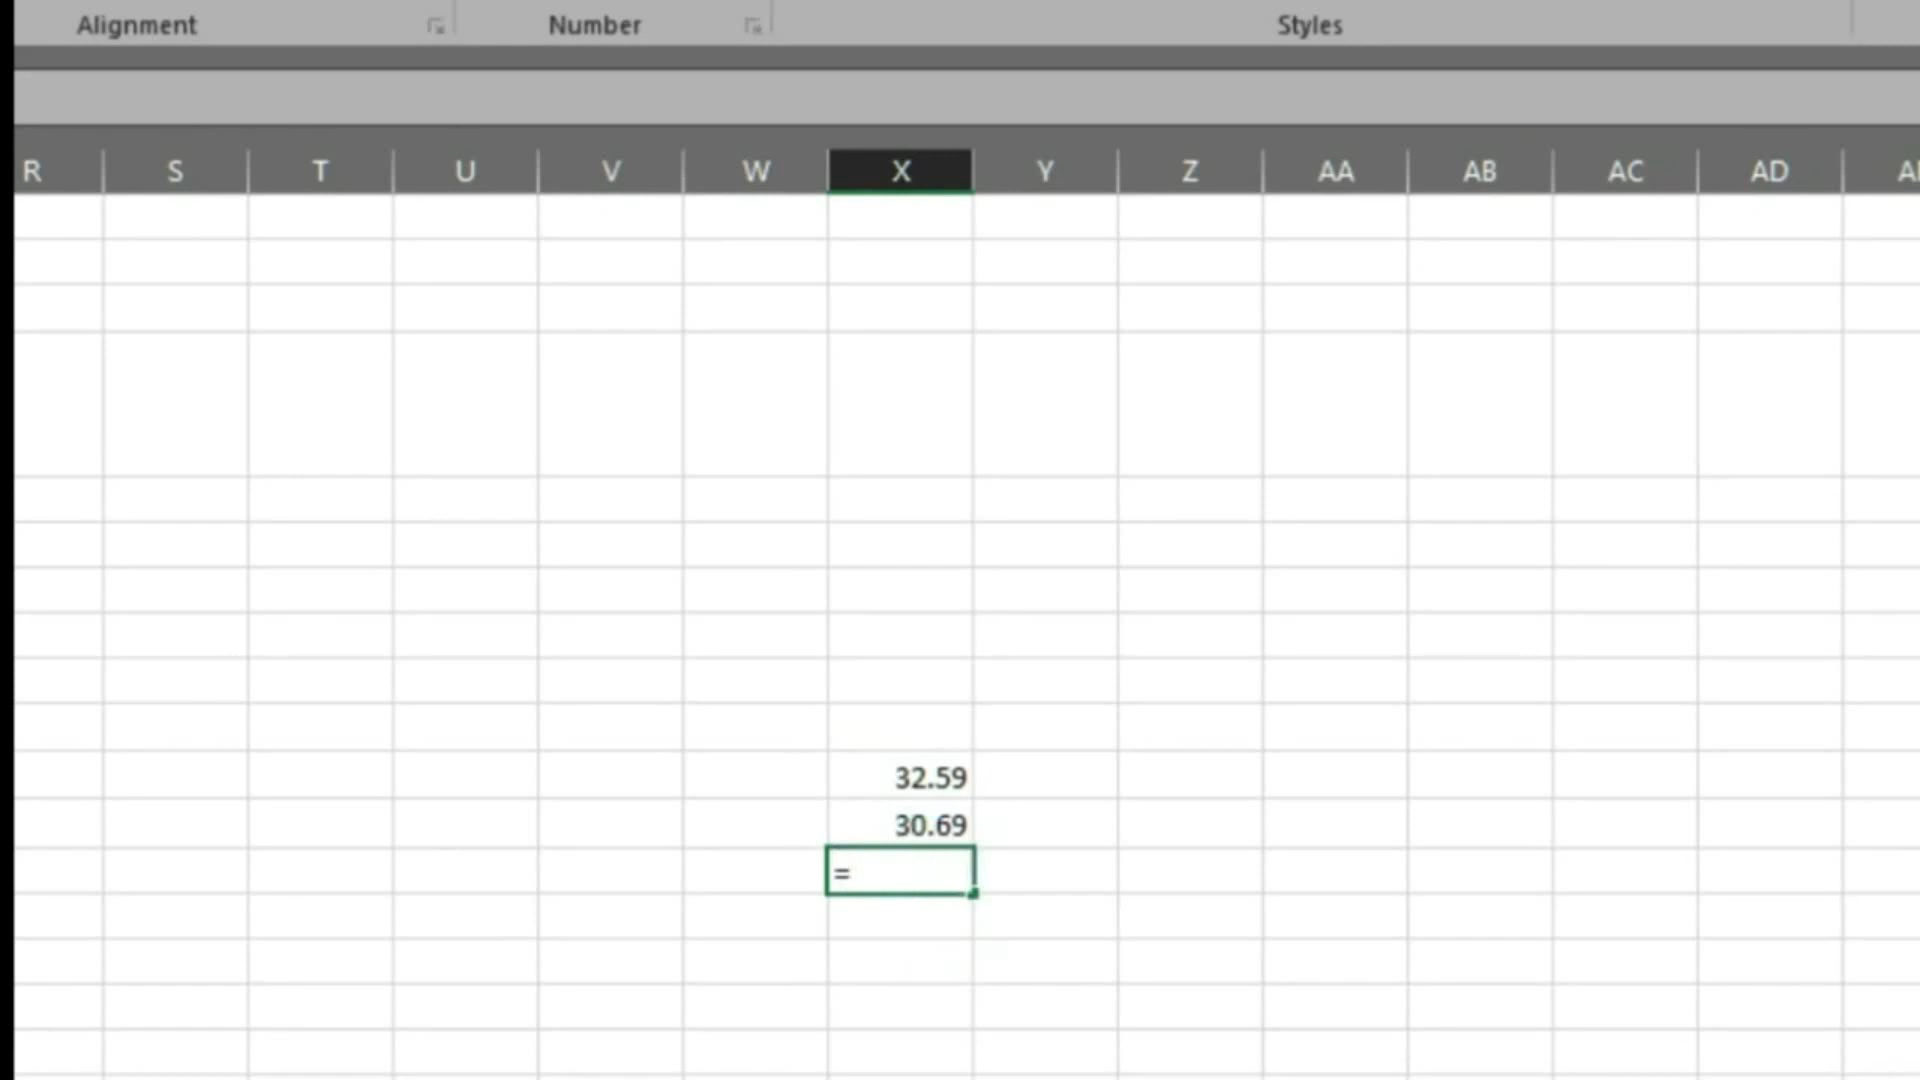 Alignment Number Styles
R S T U V W X Y Z AA AB AC AD
32.59
30.69
=